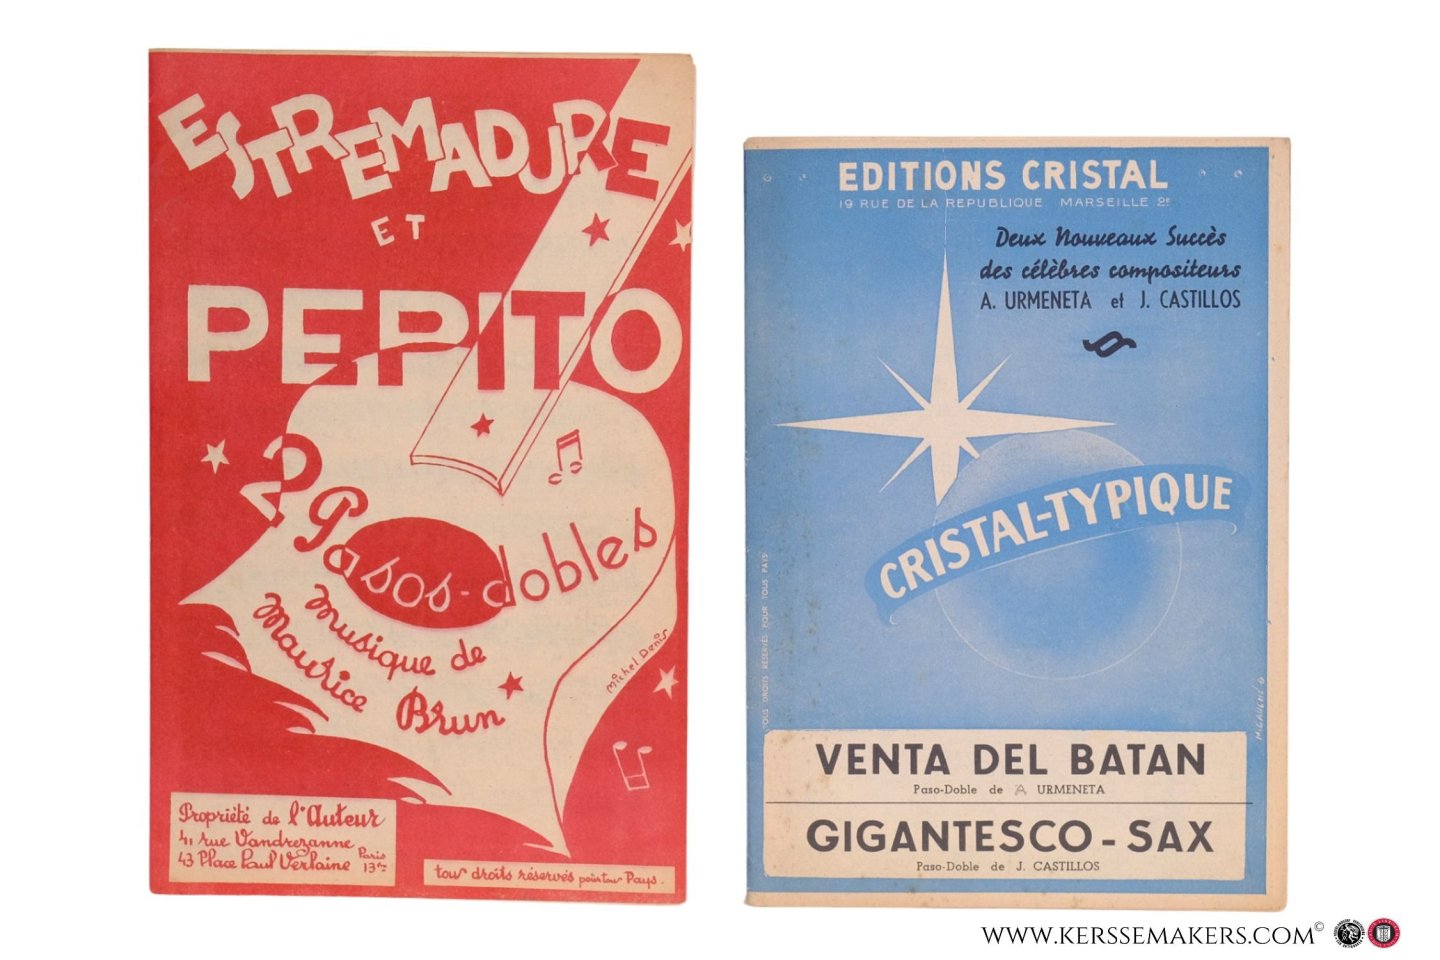 ESTREMADURE
ET
PEPITO
2 Pasos-dobles
Musique de
Maurice Brun
Michel Denis
Propriété de l'Auteur
41 rue Vandrezanne
43 Place Paul Verlaine Paris 13me
tous droits réservés pour tous Pays.
EDITIONS CRISTAL
19 RUE DE LA REPUBLIQUE MARSEILLE 2e
Deux Nouveaux Succès
des célèbres compositeurs
A. URMENETA et J. CASTILLOS
CRISTAL-TYPIQUE
TOUS DROITS RÉSERVÉS POUR TOUS PAYS
VENTA DEL BATAN
Paso-Doble de A URMENETA
GIGANTESCO - SAX
Paso-Doble de J. CASTILLOS
WWW.KERSSEMAKERS.COM©